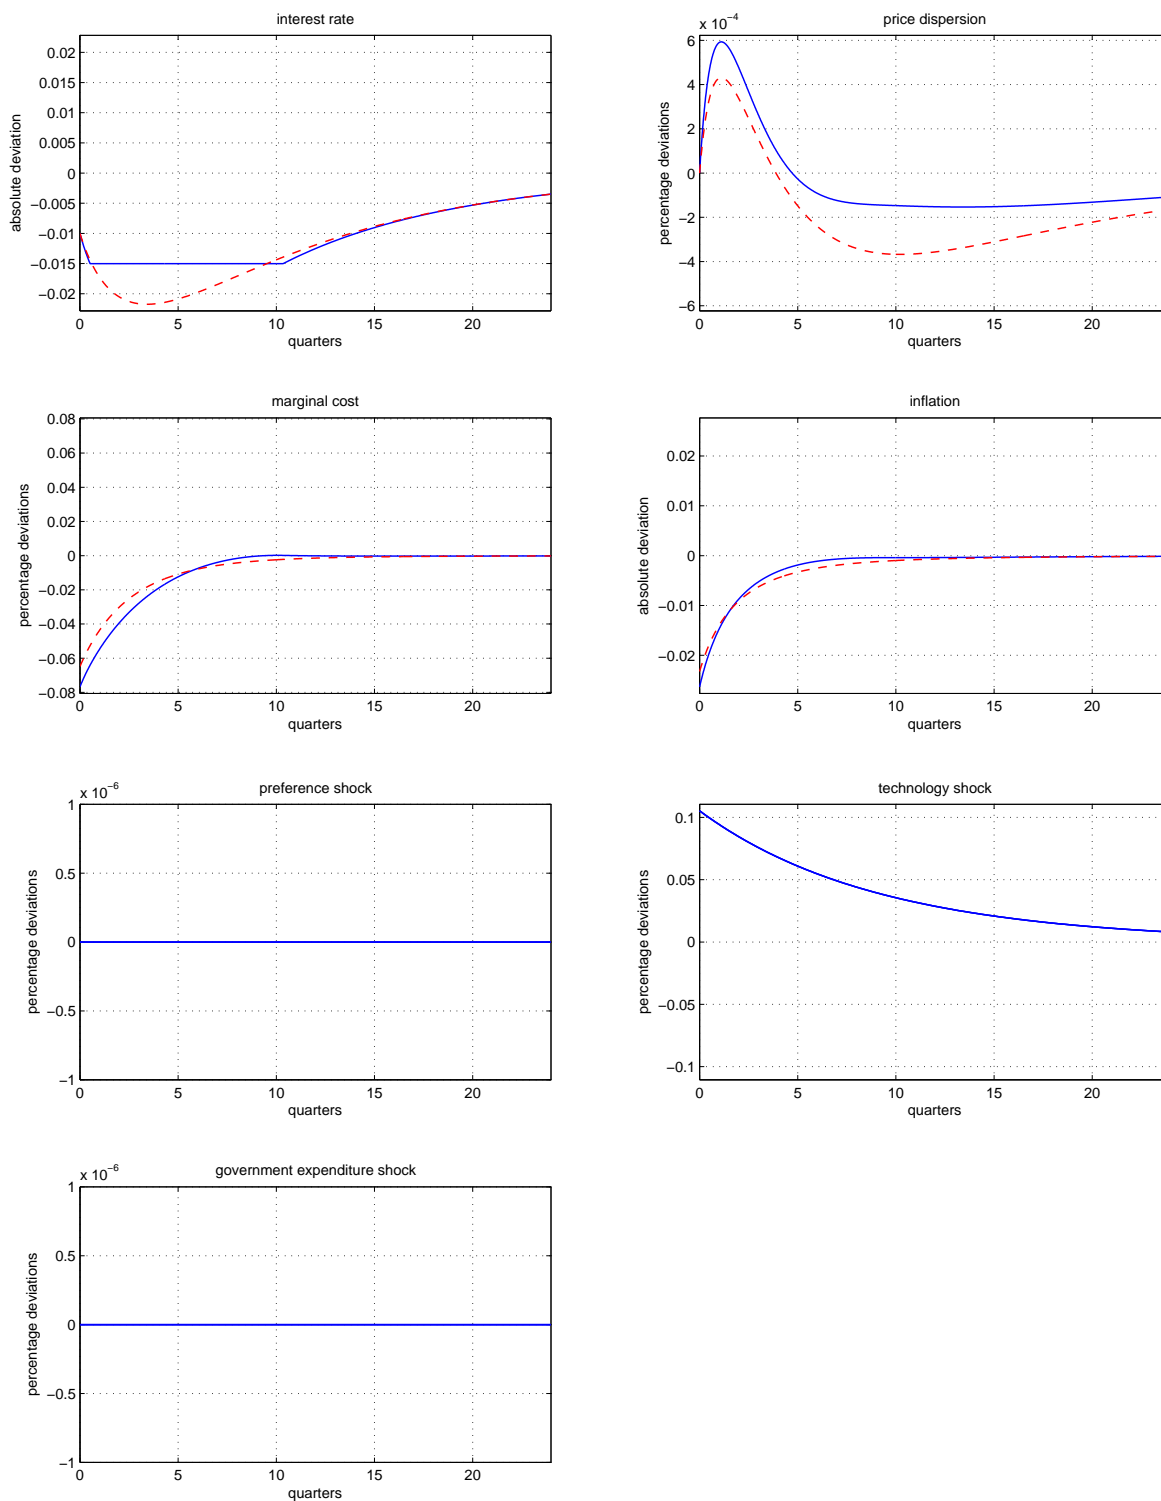 interest rate
0.02
0.015
0.01
0.005
0
−0.005
−0.01
−0.015
−0.02
absolute deviation
0 5 10 15 20
quarters
price dispersion
x 10−4
6
4
2
0
−2
−4
−6
percentage deviations
0 5 10 15 20
quarters
marginal cost
0.08
0.06
0.04
0.02
0
−0.02
−0.04
−0.06
−0.08
percentage deviations
0 5 10 15 20
quarters
inflation
0.02
0.01
0
−0.01
−0.02
absolute deviation
0 5 10 15 20
quarters
preference shock
x 10−6
1
0.5
0
−0.5
−1
percentage deviations
0 5 10 15 20
quarters
technology shock
0.1
0.05
0
−0.05
−0.1
percentage deviations
0 5 10 15 20
quarters
government expenditure shock
x 10−6
1
0.5
0
−0.5
−1
percentage deviations
0 5 10 15 20
quarters